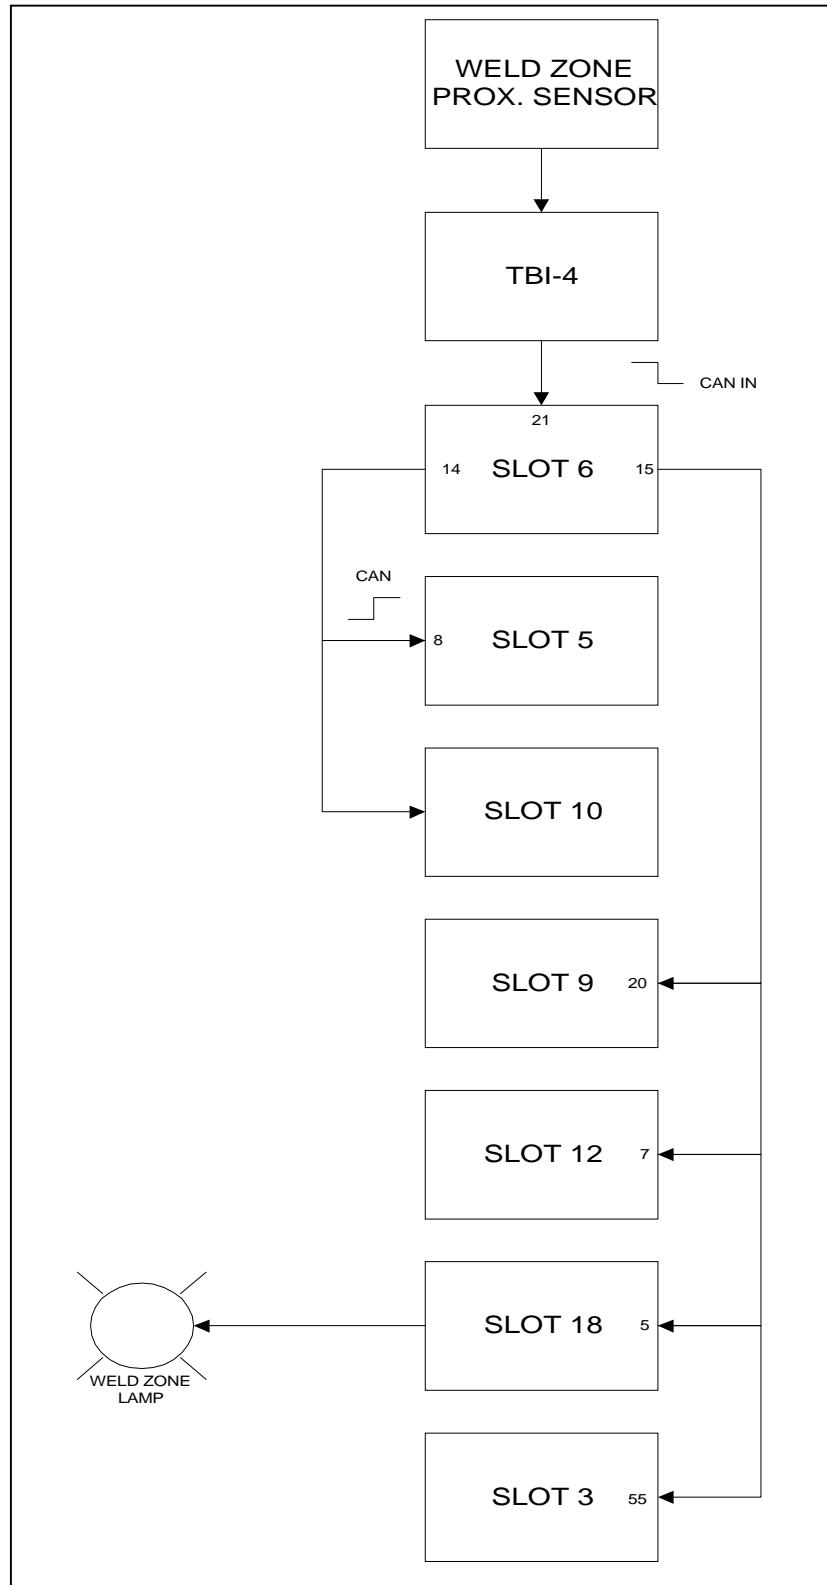 WELD ZONE
PROX. SENSOR
TBI-4
CAN IN
21
14 SLOT 6 15
CAN
8 SLOT 5
SLOT 10
SLOT 9 20
SLOT 12 7
SLOT 18 5
WELD ZONE
LAMP
SLOT 3 55